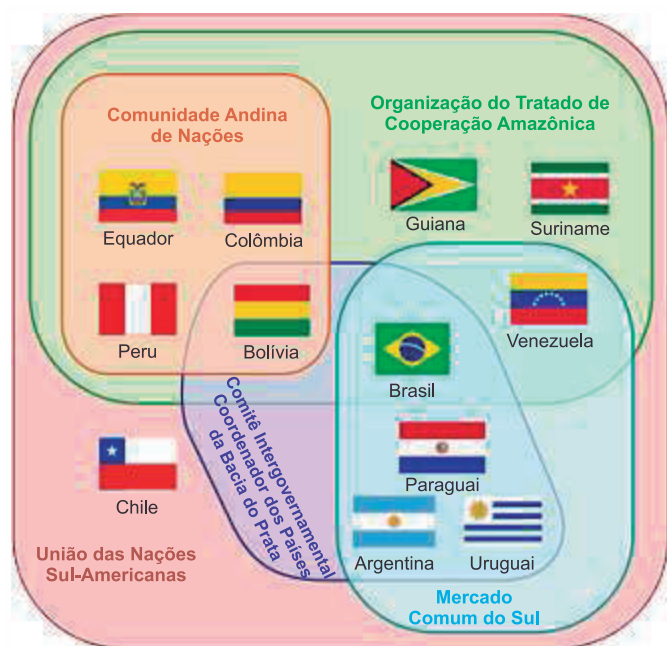 Comunidade Andina
de Nações
Organização do Tratado de
Cooperação Amazônica
Equador
Colômbia
Guiana
Suriname
Peru
Bolívia
Brasil
Venezuela
Comitê Intergovernamental
Coordenador dos Países
da Bacia do Prata
Chile
Paraguai
Argentina
Uruguai
União das Nações
Sul-Americanas
Mercado
Comum do Sul